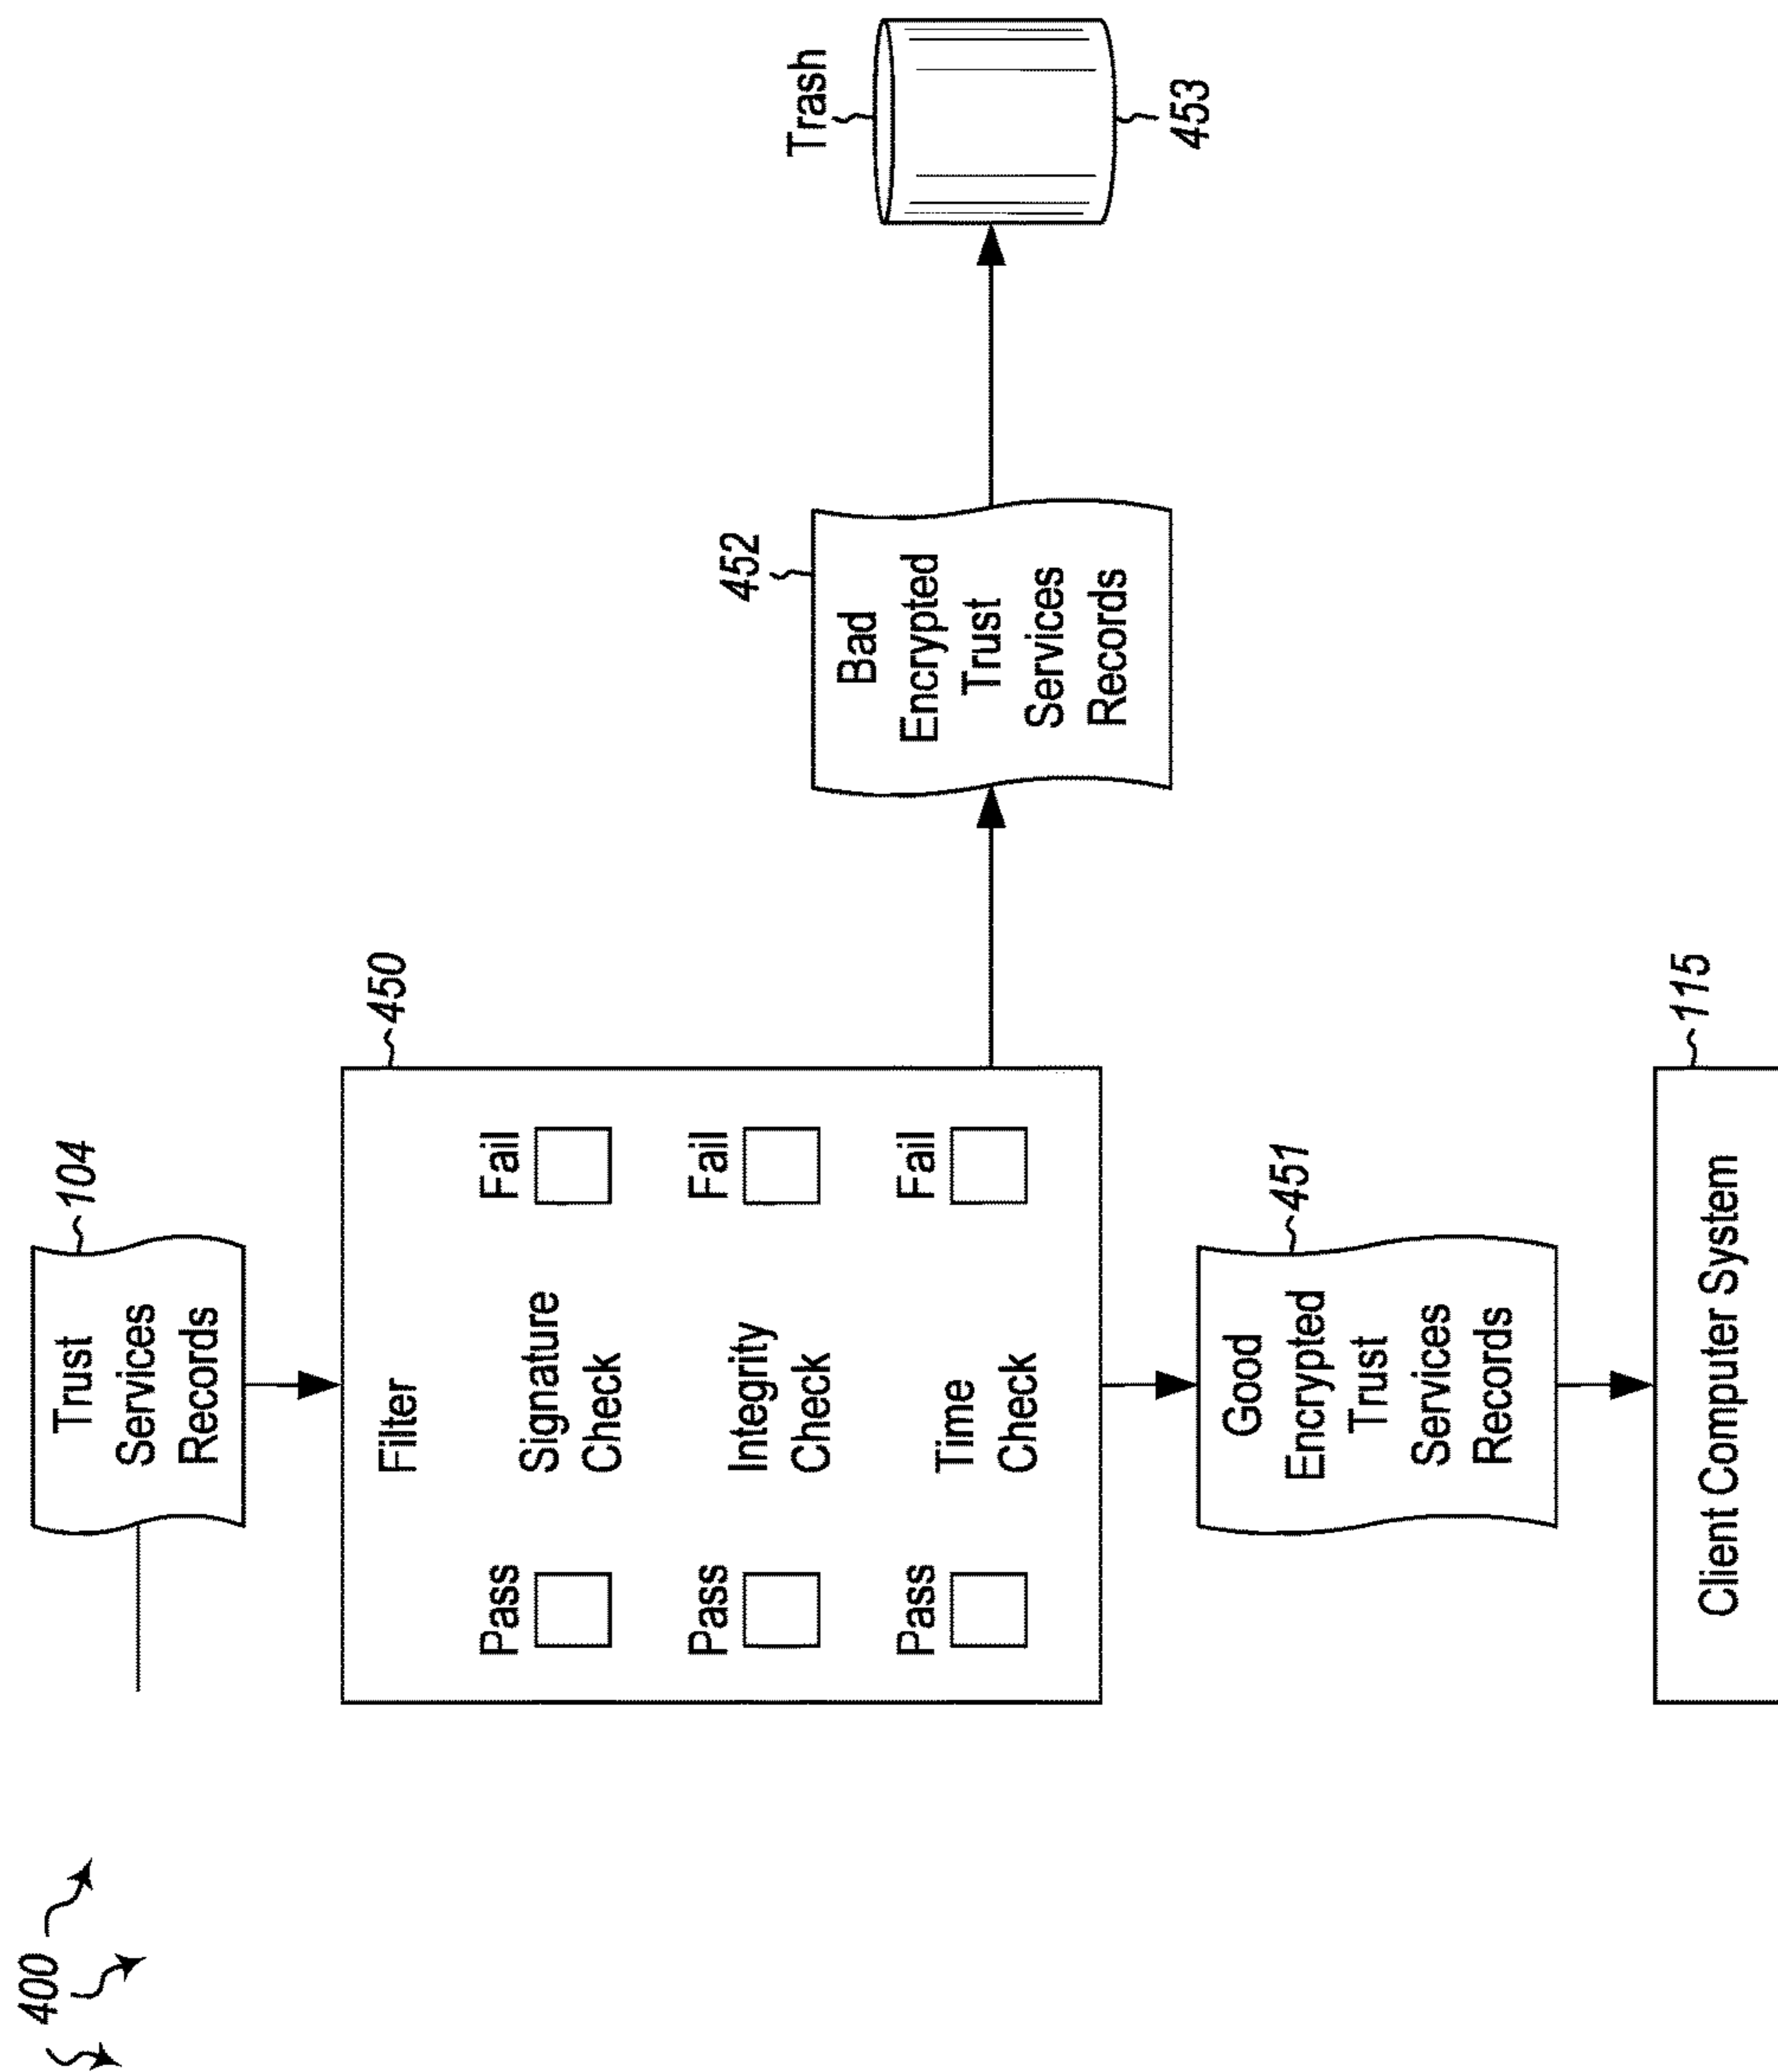 400
Trust
Services
Records
104
Filter
450
Pass
Signature
Check
Fail
Pass
Integrity
Check
Fail
Pass
Time
Check
Fail
Good
Encrypted
Trust
Services
Records
451
Client Computer System
115
Bad
Encrypted
Trust
Services
Records
452
Trash
453